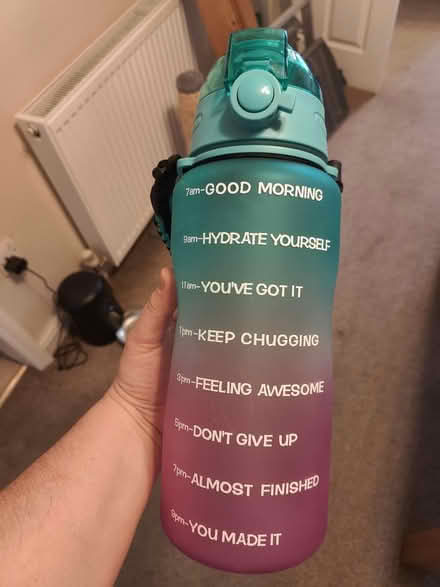 7am-GOOD MORNING
9am-HYDRATE YOURSELF
11am-YOU'VE GOT IT
1pm-KEEP CHUGGING
3pm-FEELING AWESOME
5pm-DON'T GIVE UP
7pm-ALMOST FINISHED
9pm-YOU MADE IT